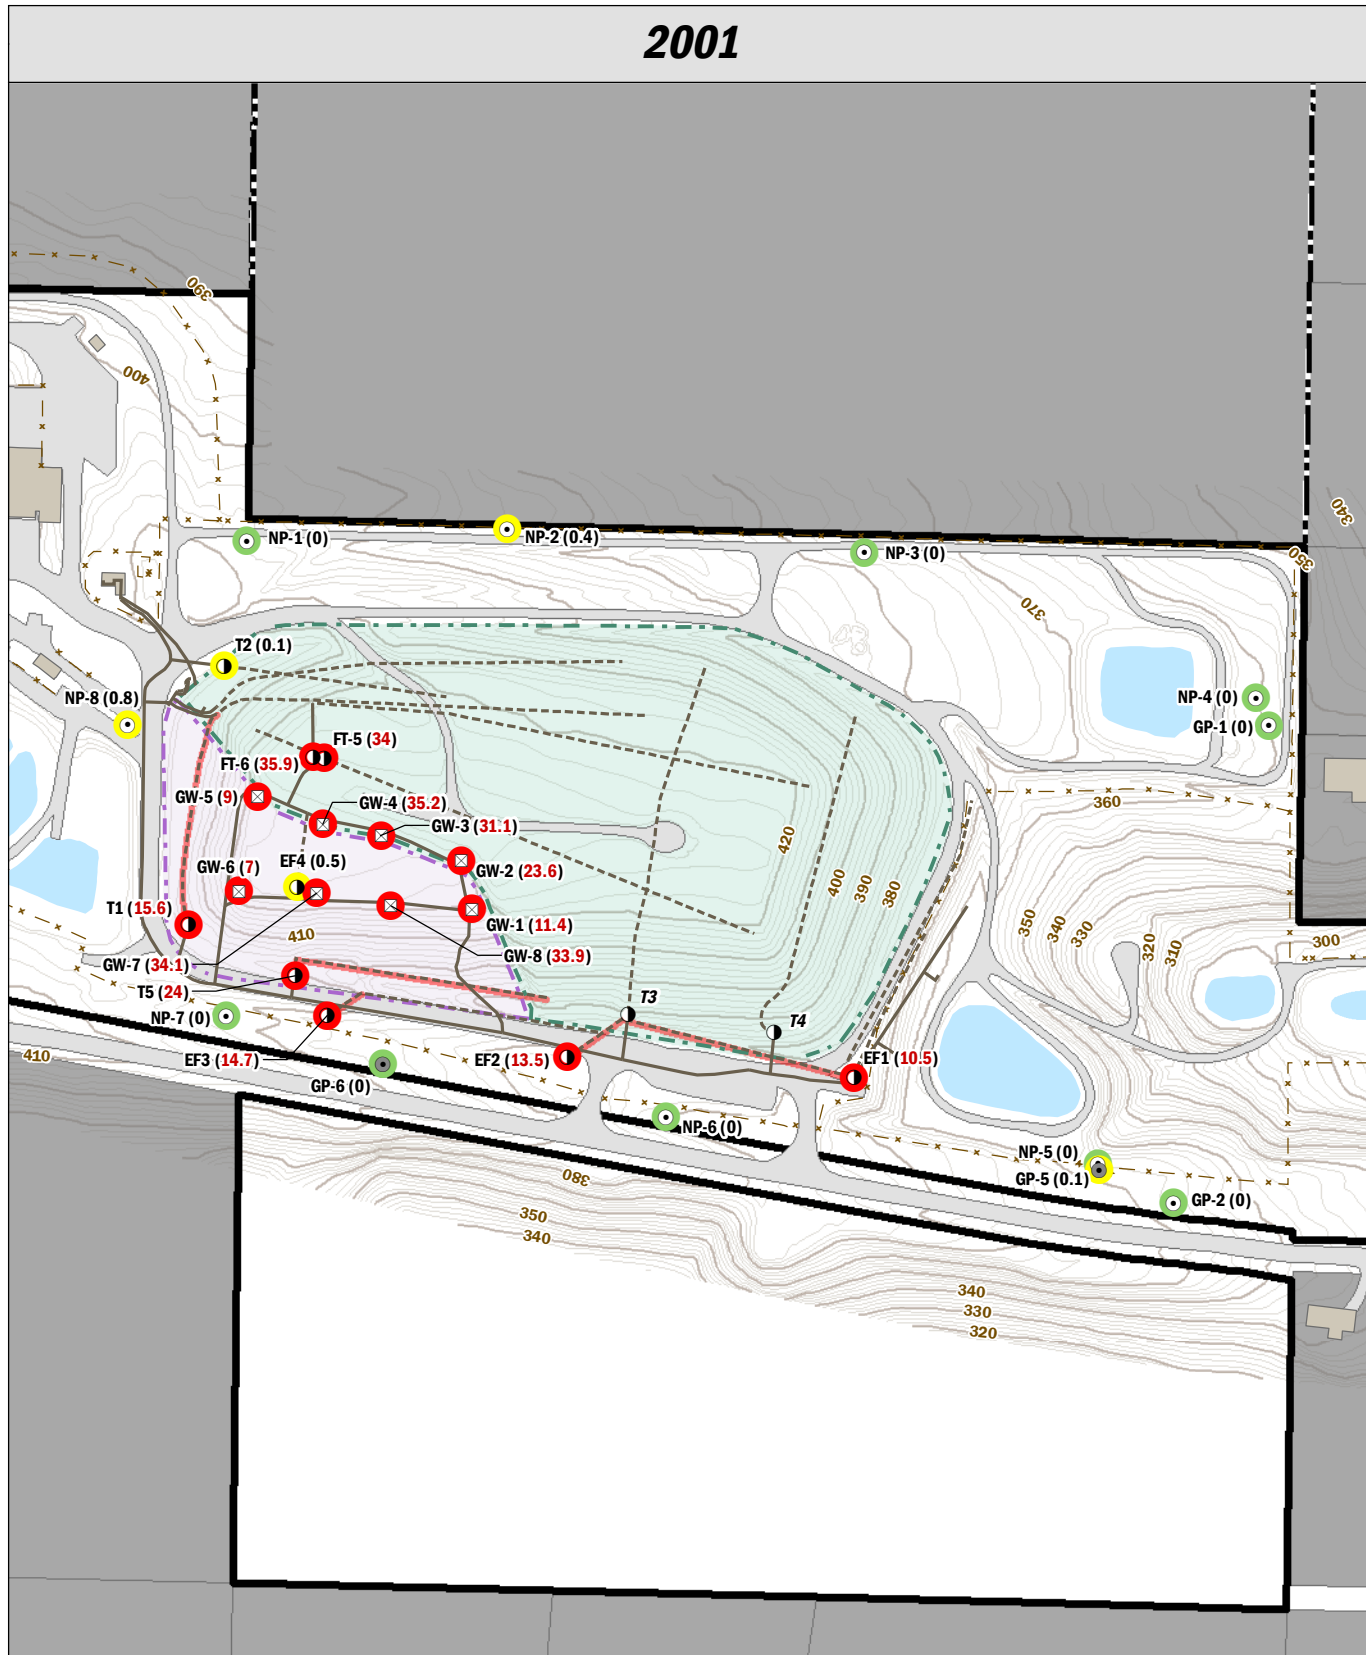 2001
390
400
340
NP-1 (0)
NP-2 (0.4)
NP-3 (0)
350
370
T2 (0.1)
NP-8 (0.8)
NP-4 (0)
GP-1 (0)
FT-5 (34)
FT-6 (35.9)
GW-5 (9)
GW-4 (35.2)
GW-3 (31.1)
360
420
GW-6 (7)
EF4 (0.5)
GW-2 (23.6)
400
390
380
T1 (15.6)
GW-1 (11.4)
350
340
330
320
310
300
410
GW-7 (34.1)
GW-8 (33.9)
T5 (24)
T3
T4
NP-7 (0)
410
EF3 (14.7)
EF2 (13.5)
EF1 (10.5)
GP-6 (0)
NP-6 (0)
NP-5 (0)
GP-5 (0.1)
380
GP-2 (0)
350
340
340
330
320